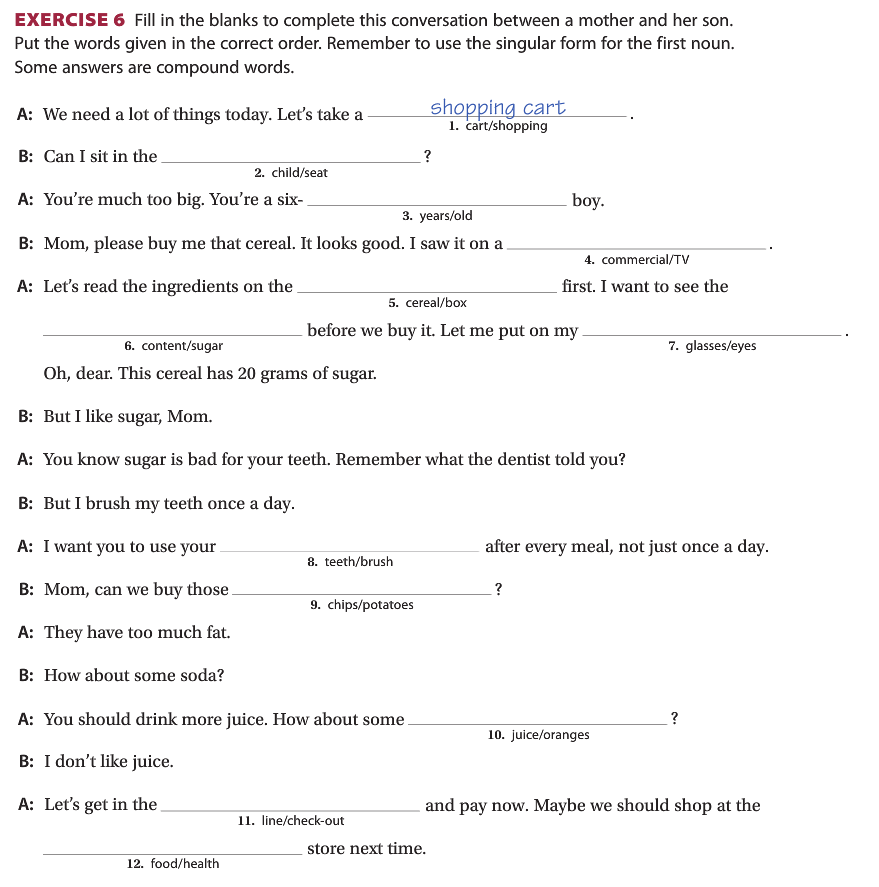 EXERCISE 6 Fill in the blanks to complete this conversation between a mother and her son.
Put the words given in the correct order. Remember to use the singular form for the first noun.
Some answers are compound words.
A: We need a lot of things today. Let's take a shopping cart.
1. cart/shopping
B: Can I sit in the ?
2. child/seat
A: You're much too big. You're a six- boy.
3. years/old
B: Mom, please buy me that cereal. It looks good. I saw it on a .
4. commercial/TV
A: Let's read the ingredients on the first. I want to see the
5. cereal/box
before we buy it. Let me put on my .
6. content/sugar 7. glasses/eyes
Oh, dear. This cereal has 20 grams of sugar.
B: But I like sugar, Mom.
A: You know sugar is bad for your teeth. Remember what the dentist told you?
B: But I brush my teeth once a day.
A: I want you to use your after every meal, not just once a day.
8. teeth/brush
B: Mom, can we buy those ?
9. chips/potatoes
A: They have too much fat.
B: How about some soda?
A: You should drink more juice. How about some ?
10. juice/oranges
B: I don't like juice.
A: Let's get in the and pay now. Maybe we should shop at the
11. line/check-out
store next time.
12. food/health